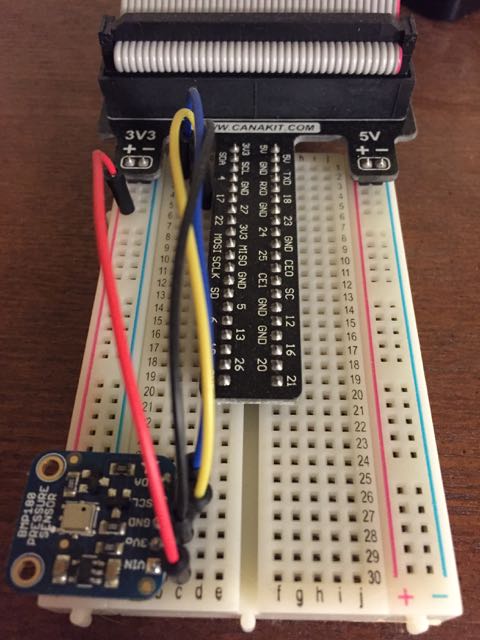 WWW.CANAKIT.COM
3V3
+ −
5V
+ −
3V3 SCL GND 27 3V3 MISO GND 5 13 26
SDA 4 17 22 MOSI SCLK SD
5V GND RXD GND 24 25 CE1 GND GND 20
5V TXD 18 23 GND CE0 SC 12 16 21
BMP180
PRESSURE
SENSOR
SCL
GND
3Vo
VIN
16
17
18
19
20
21
22
23
24
25
26
27
28
29
30
c d e
f g h i j
+ −